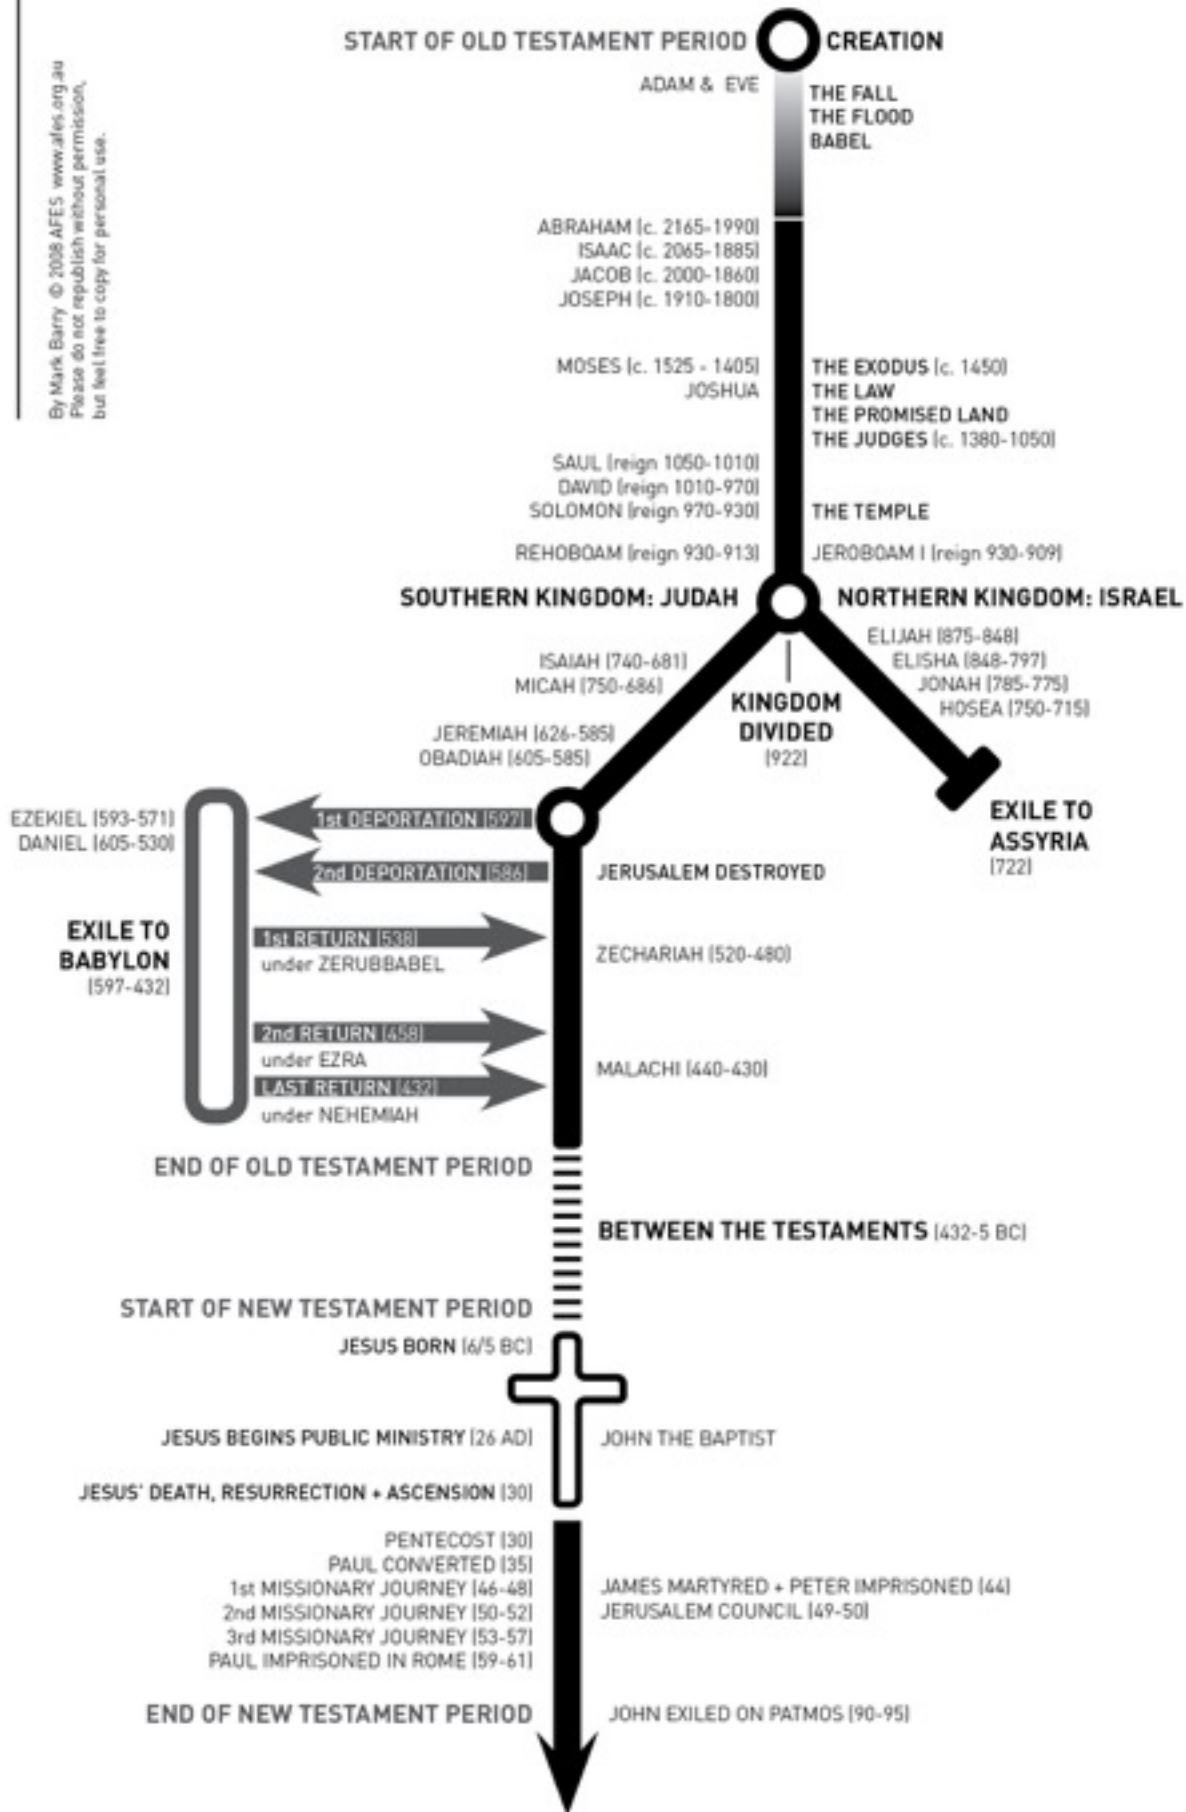 By Mark Barry © 2008 AFES www.afes.org.au
Please do not republish without permission,
but feel free to copy for personal use.
START OF OLD TESTAMENT PERIOD
CREATION
ADAM & EVE
THE FALL
THE FLOOD
BABEL
ABRAHAM (c. 2165-1990)
ISAAC (c. 2065-1885)
JACOB (c. 2000-1860)
JOSEPH (c. 1910-1800)
MOSES (c. 1525 - 1405)
JOSHUA
THE EXODUS (c. 1450)
THE LAW
THE PROMISED LAND
THE JUDGES (c. 1380-1050)
SAUL (reign 1050-1010)
DAVID (reign 1010-970)
SOLOMON (reign 970-930)
THE TEMPLE
REHOBOAM (reign 930-913)
JEROBOAM I (reign 930-909)
SOUTHERN KINGDOM: JUDAH
NORTHERN KINGDOM: ISRAEL
ISAIAH (740-681)
MICAH (750-686)
JEREMIAH (626-585)
OBADIAH (605-585)
KINGDOM
DIVIDED
(922)
ELIJAH (875-848)
ELISHA (848-797)
JONAH (785-775)
HOSEA (750-715)
EXILE TO
ASSYRIA
(722)
EZEKIEL (593-571)
DANIEL (605-530)
1st DEPORTATION (597)
2nd DEPORTATION (586)
JERUSALEM DESTROYED
EXILE TO
BABYLON
(597-432)
1st RETURN (538)
under ZERUBBABEL
ZECHARIAH (520-480)
2nd RETURN (458)
under EZRA
LAST RETURN (432)
under NEHEMIAH
MALACHI (440-430)
END OF OLD TESTAMENT PERIOD
BETWEEN THE TESTAMENTS (432-5 BC)
START OF NEW TESTAMENT PERIOD
JESUS BORN (6/5 BC)
JESUS BEGINS PUBLIC MINISTRY (26 AD)
JOHN THE BAPTIST
JESUS' DEATH, RESURRECTION + ASCENSION (30)
PENTECOST (30)
PAUL CONVERTED (35)
1st MISSIONARY JOURNEY (46-48)
2nd MISSIONARY JOURNEY (50-52)
3rd MISSIONARY JOURNEY (53-57)
PAUL IMPRISONED IN ROME (59-61)
JAMES MARTYRED + PETER IMPRISONED (44)
JERUSALEM COUNCIL (49-50)
END OF NEW TESTAMENT PERIOD
JOHN EXILED ON PATMOS (90-95)